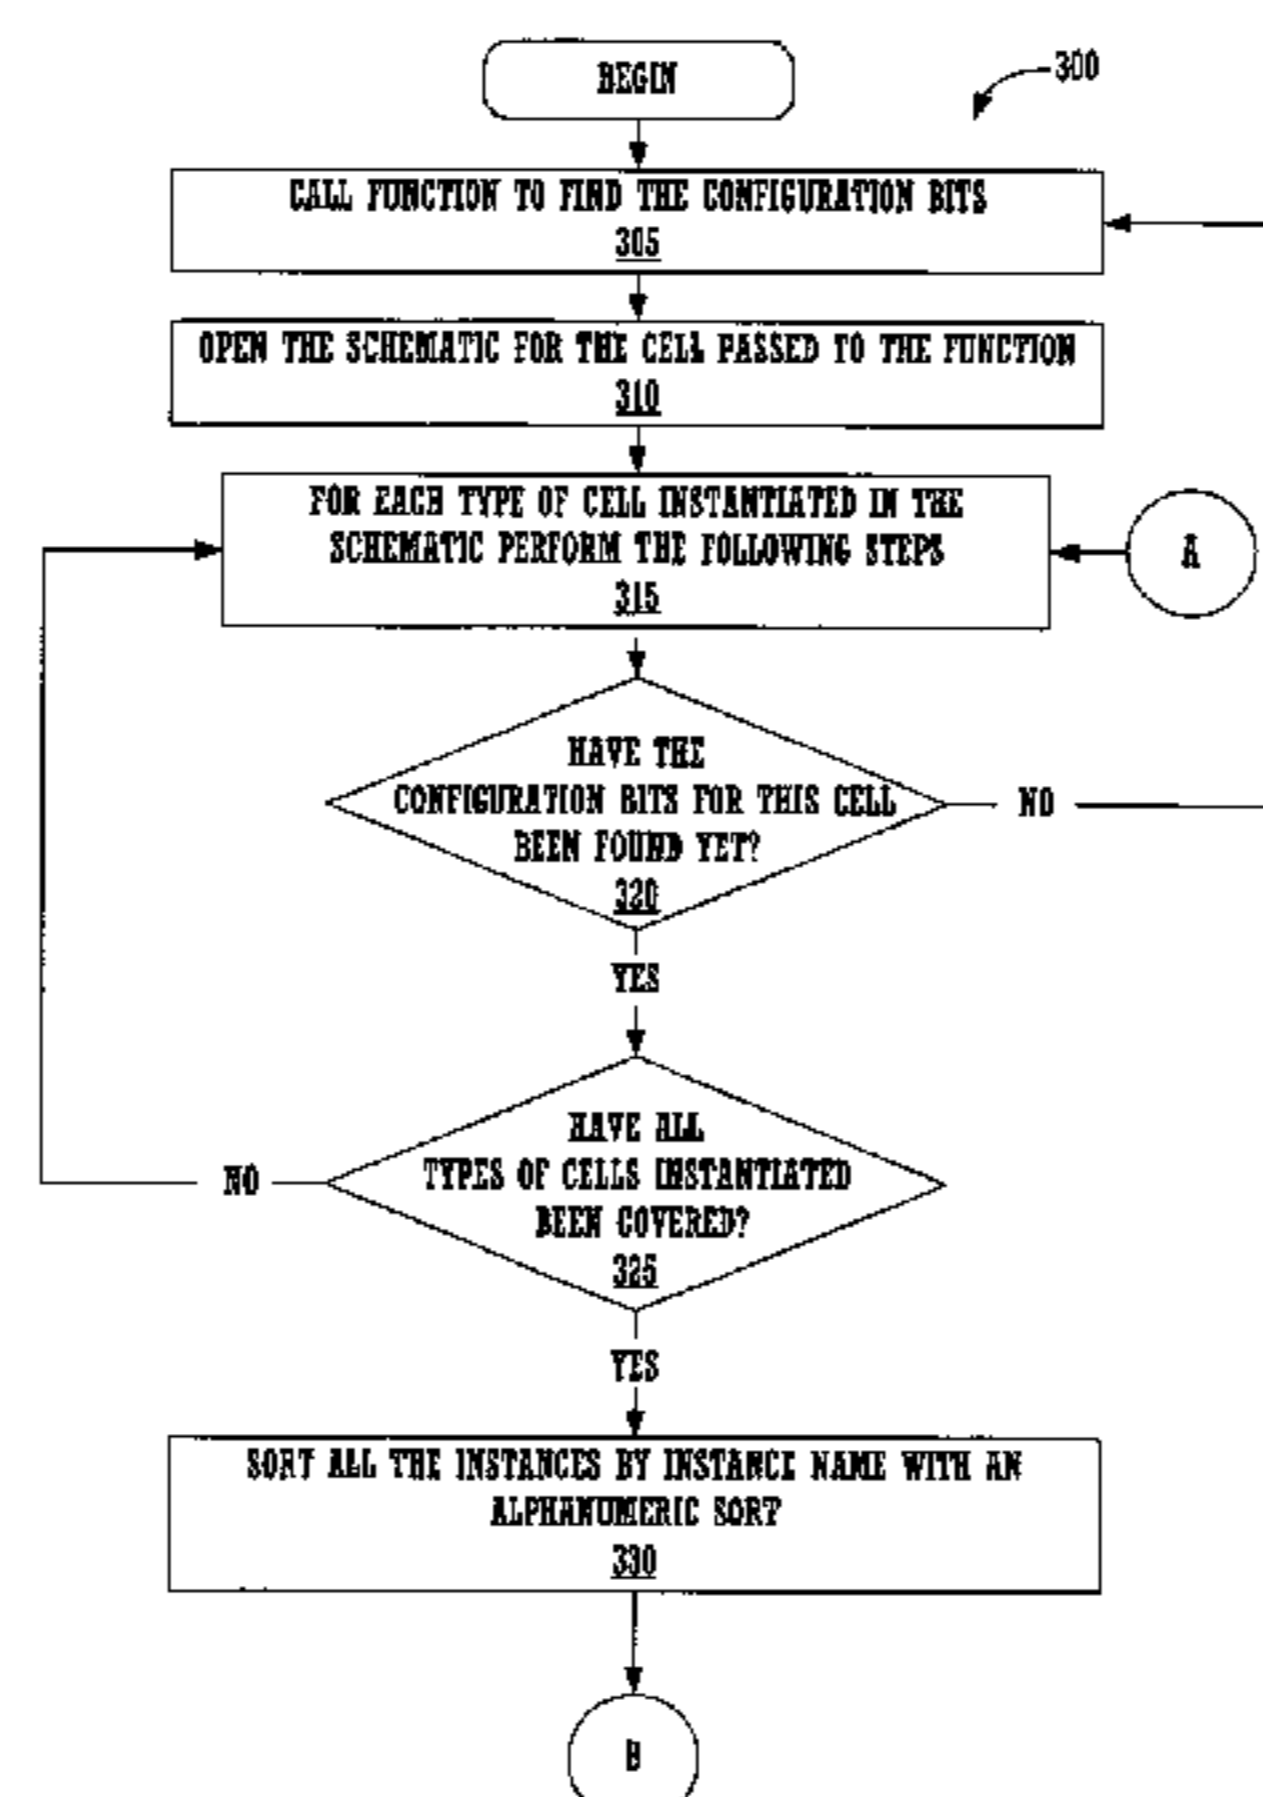 BEGIN
300
CALL FUNCTION TO FIND THE CONFIGURATION BITS
305
OPEN THE SCHEMATIC FOR THE CELL PASSED TO THE FUNCTION
310
FOR EACH TYPE OF CELL INSTANTIATED IN THE
SCHEMATIC PERFORM THE FOLLOWING STEPS
315
A
HAVE THE
CONFIGURATION BITS FOR THIS CELL
BEEN FOUND YET?
320
NO
YES
HAVE ALL
TYPES OF CELLS INSTANTIATED
BEEN COVERED?
325
NO
YES
SORT ALL THE INSTANCES BY INSTANCE NAME WITH AN
ALPHANUMERIC SORT
330
B